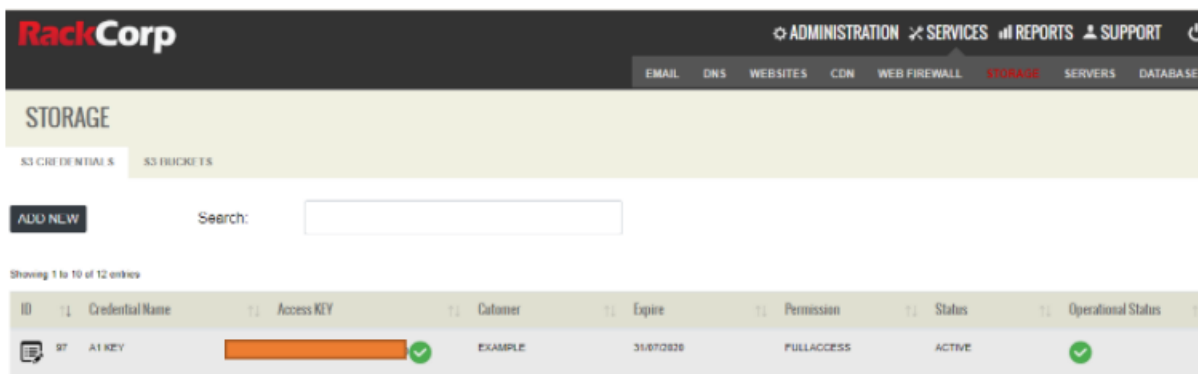 RackCorp
ADMINISTRATION SERVICES REPORTS SUPPORT
EMAIL DNS WEBSITES CDN WEB FIREWALL STORAGE SERVERS DATABASE
STORAGE
S3 CREDENTIALS S3 BUCKETS
ADD NEW Search:
Showing 1 to 10 of 12 entries
ID Credential Name Access KEY Cutomer Expire Permission Status Operational Status
97 A1 KEY EXAMPLE 31/07/2020 FULLACCESS ACTIVE